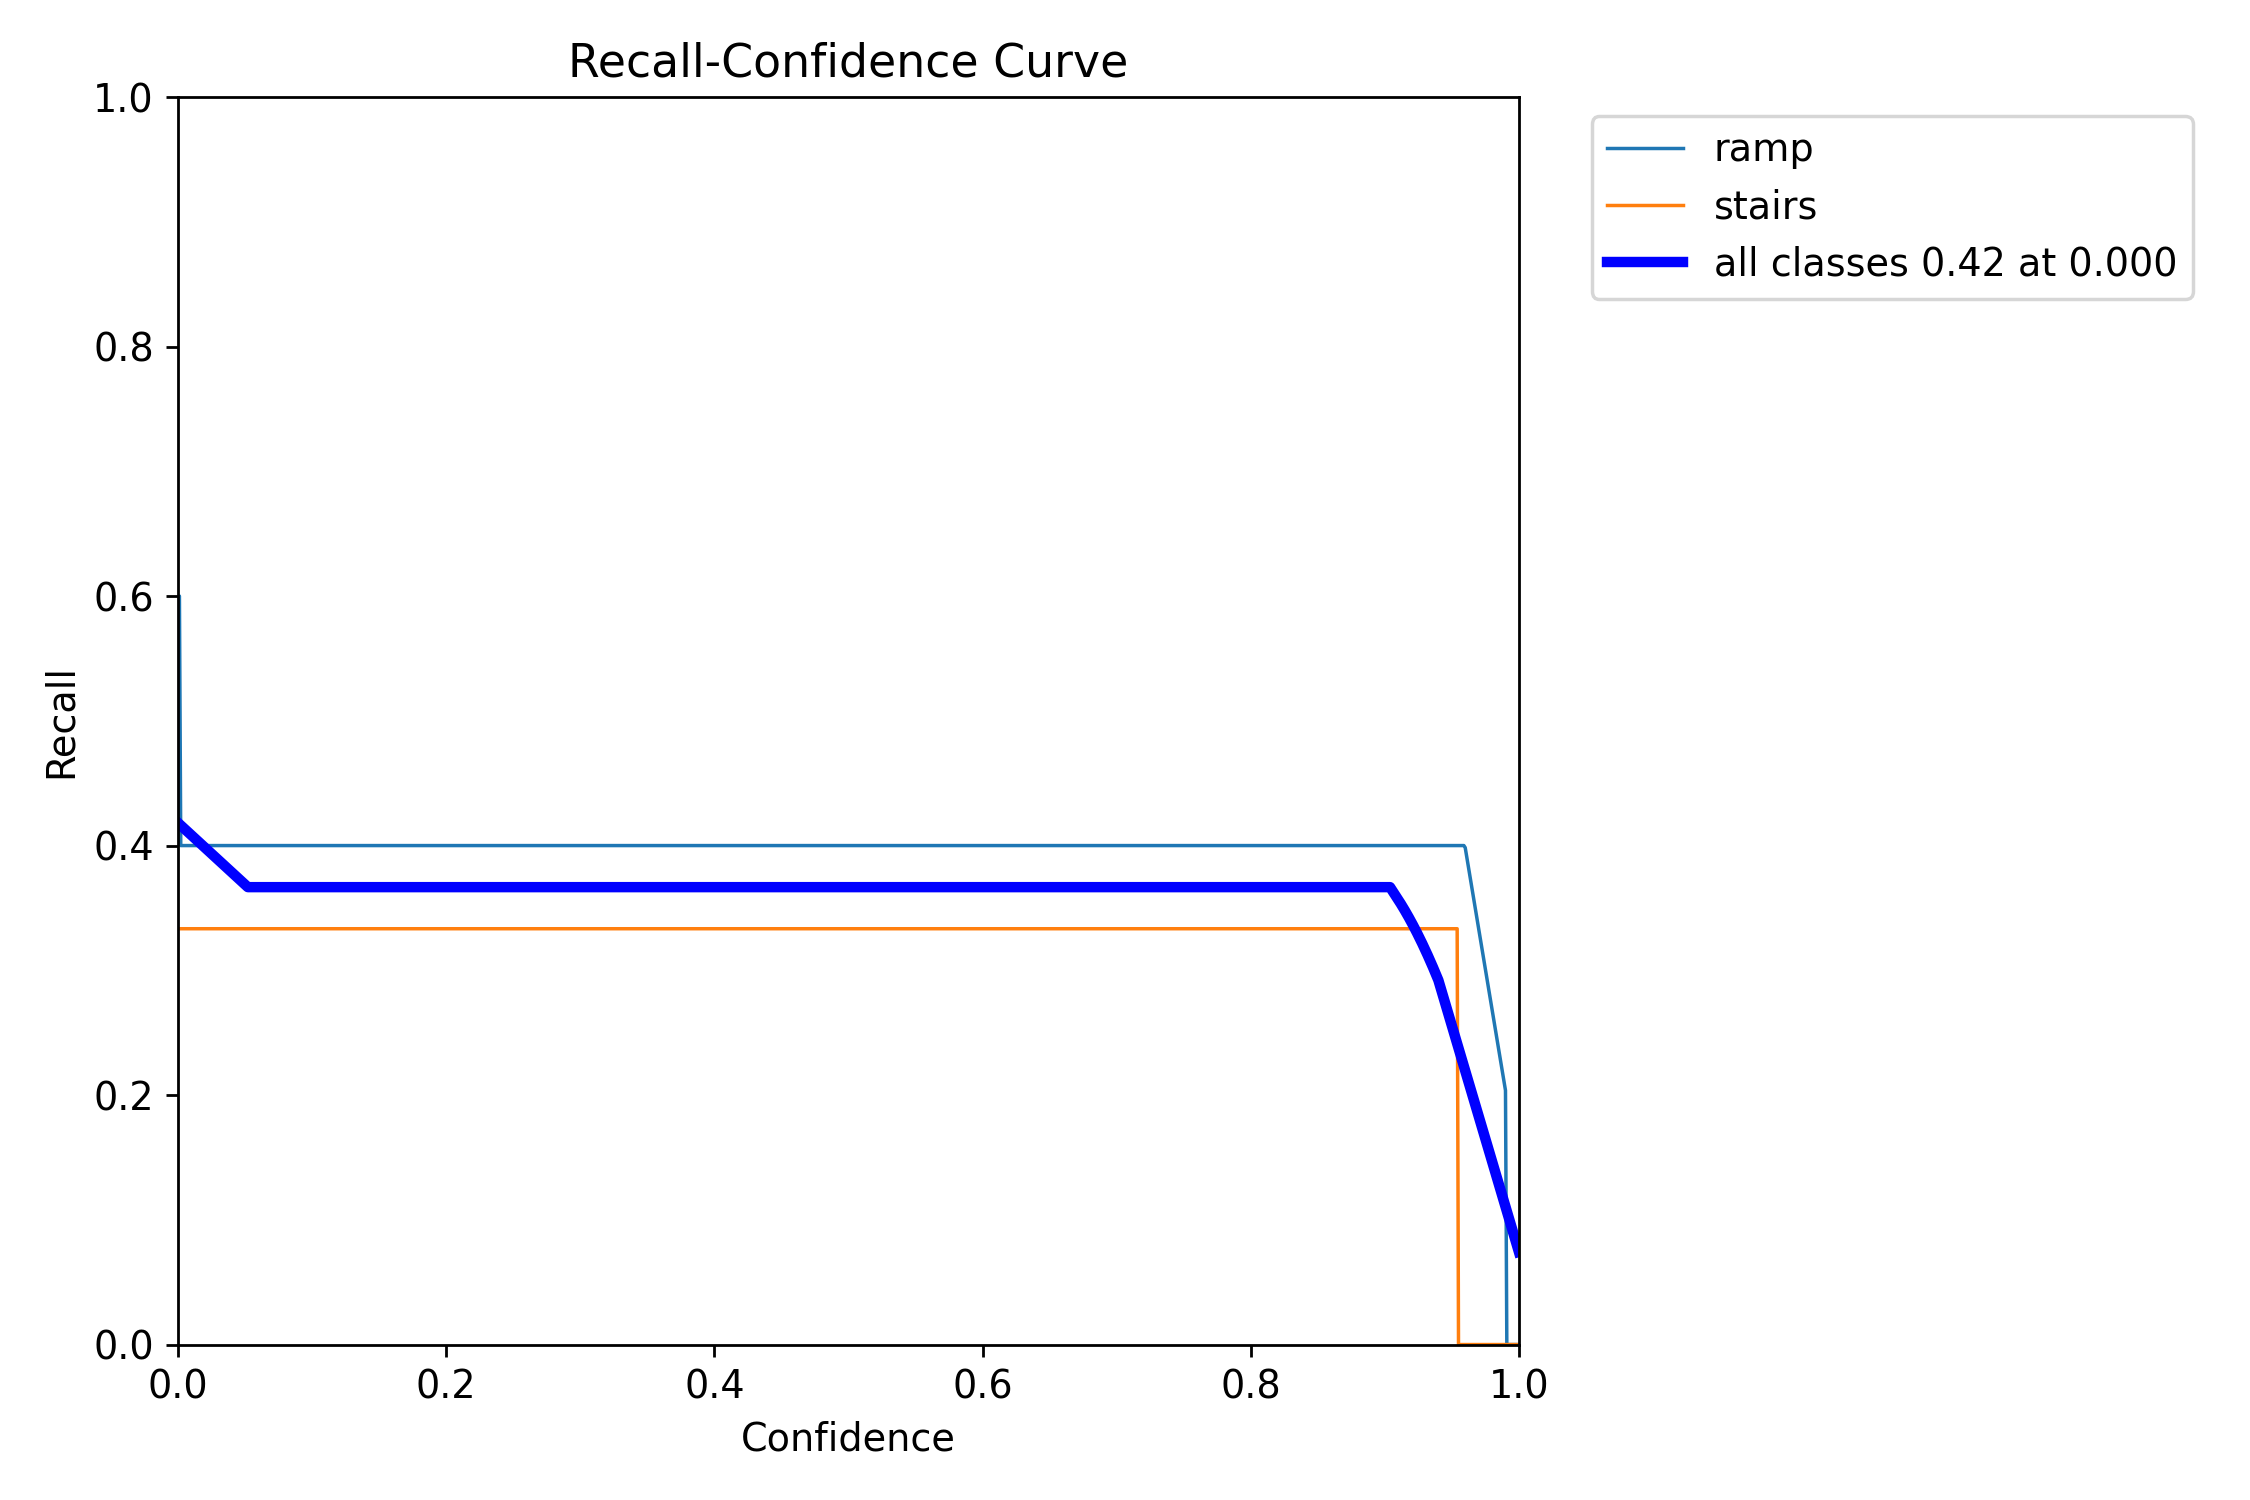 Recall-Confidence Curve
1.0
0.8
0.6
0.4
0.2
0.0
Recall
0.0 0.2 0.4 0.6 0.8 1.0
Confidence
ramp
stairs
all classes 0.42 at 0.000